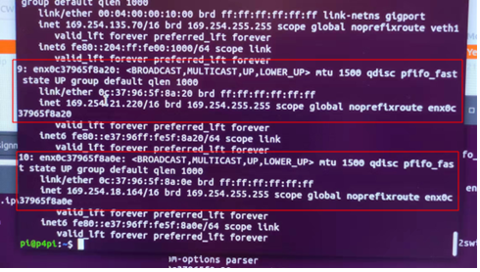 group default qlen 1000
link/ether 00:04:00:00:10:00 brd ff:ff:ff:ff:ff:ff link-netns gigport
inet 169.254.135.70/16 brd 169.254.255.255 scope global noprefixroute veth1
valid_lft forever preferred_lft forever
inet6 fe80::204:ff:fe00:1000/64 scope link
valid_lft forever preferred_lft forever
9: enx0c37965f8a20: <BROADCAST,MULTICAST,UP,LOWER_UP> mtu 1500 qdisc pfifo_fast
state UP group default qlen 1000
link/ether 0c:37:96:5f:8a:20 brd ff:ff:ff:ff:ff:ff
inet 169.254.21.220/16 brd 169.254.255.255 scope global noprefixroute enx0c
37965f8a20
valid_lft forever preferred_lft forever
inet6 fe80::e37:96ff:fe5f:8a20/64 scope link
valid_lft forever preferred_lft forever
10: enx0c37965f8a0e: <BROADCAST,MULTICAST,UP,LOWER_UP> mtu 1500 qdisc pfifo_fas
t state UP group default qlen 1000
link/ether 0c:37:96:5f:8a:0e brd ff:ff:ff:ff:ff:ff
inet 169.254.18.164/16 brd 169.254.255.255 scope global noprefixroute enx0c
37965f8a0e
valid_lft forever preferred_lft forever
inet6 fe80::e37:96ff:fe5f:8a0e/64 scope link
valid_lft forever preferred_lft forever
pi@p4pi:~$
M-options parser